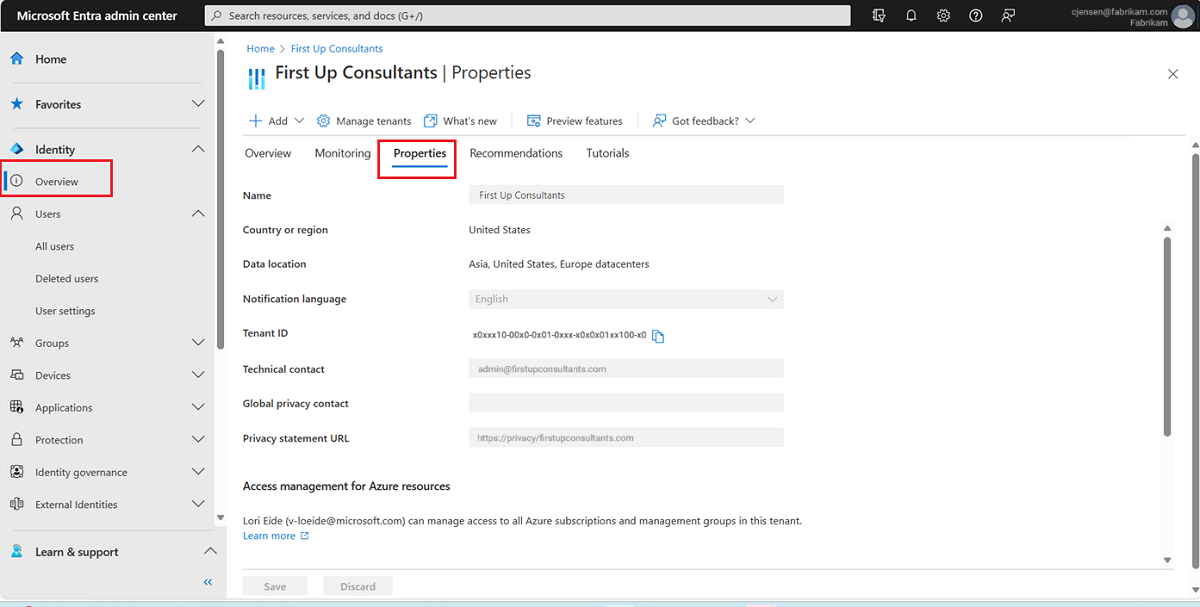 Microsoft Entra admin center
Search resources, services, and docs (G+/)
cjensen@fabrikam.com
Fabrikam
Home
Favorites
Identity
Overview
Users
All users
Deleted users
User settings
Groups
Devices
Applications
Protection
Identity governance
External Identities
Learn & support
«
Home > First Up Consultants
First Up Consultants | Properties
Add
Manage tenants
What's new
Preview features
Got feedback?
Overview
Monitoring
Properties
Recommendations
Tutorials
Name
First Up Consultants
Country or region
United States
Data location
Asia, United States, Europe datacenters
Notification language
English
Tenant ID
x0xxx10-00x0-0x01-0xxx-x0x0x01xx100-x0
Technical contact
admin@firstupconsultants.com
Global privacy contact
Privacy statement URL
https://privacy/firstupconsultants.com
Access management for Azure resources
Lori Eide (v-loeide@microsoft.com) can manage access to all Azure subscriptions and management groups in this tenant.
Learn more
Save
Discard